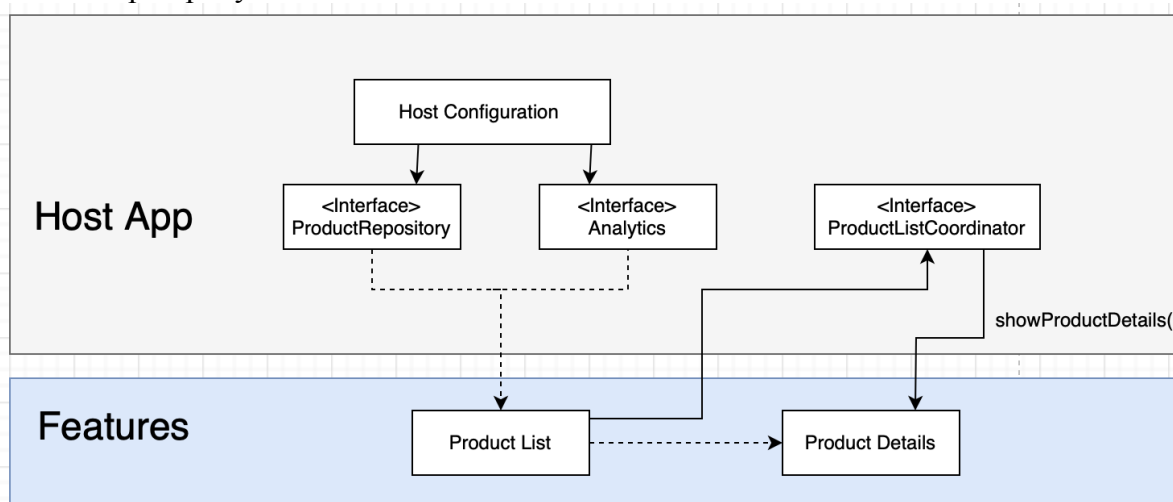 Host Configuration
Host App
<Interface>
ProductRepository
<Interface>
Analytics
<Interface>
ProductListCoordinator
showProductDetails(
Features
Product List
Product Details